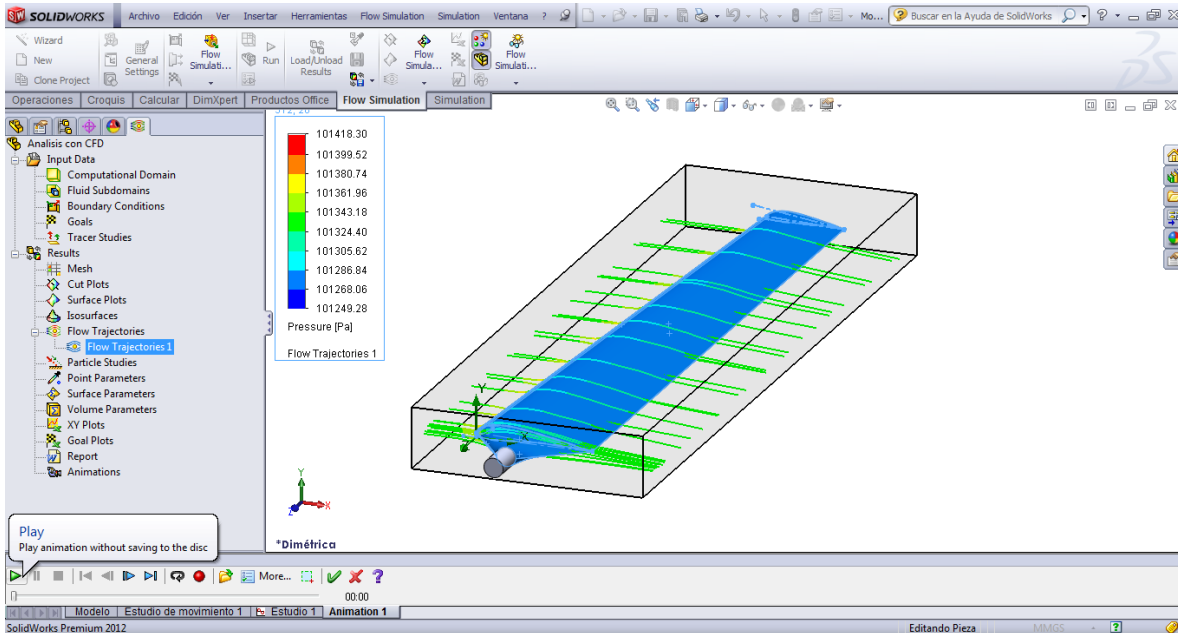 SOLIDWORKS Archivo Edición Ver Insertar Herramientas Flow Simulation Simulation Ventana ? Mo... Buscar en la Ayuda de SolidWorks ?
Wizard
New
Clone Project
General Settings
Flow Simulati...
Run
Load/Unload Results
Flow Simula...
Flow Simulati...
Operaciones Croquis Calcular DimXpert Productos Office Flow Simulation Simulation
Analisis con CFD
Input Data
Computational Domain
Fluid Subdomains
Boundary Conditions
Goals
Tracer Studies
Results
Mesh
Cut Plots
Surface Plots
Isosurfaces
Flow Trajectories
Flow Trajectories 1
Particle Studies
Point Parameters
Surface Parameters
Volume Parameters
XY Plots
Goal Plots
Report
Animations
101418.30
101399.52
101380.74
101361.96
101343.18
101324.40
101305.62
101286.84
101268.06
101249.28
Pressure [Pa]
Flow Trajectories 1
Y
X
Y
X
Z
*Dimétrica
Play
Play animation without saving to the disc
More... ?
00:00
Modelo Estudio de movimiento 1 Estudio 1 Animation 1
SolidWorks Premium 2012 Editando Pieza MMGS - ?